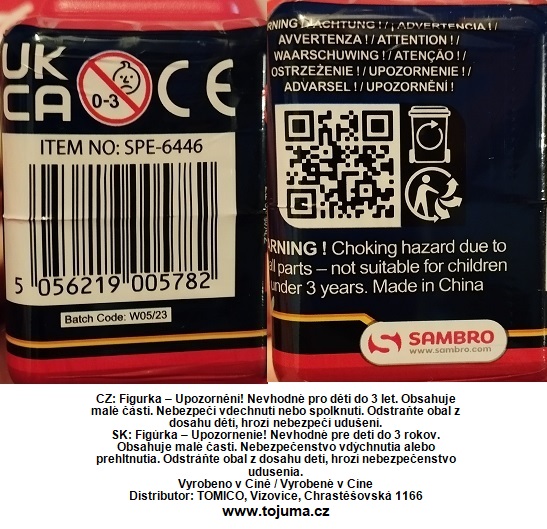 UK
CA
0-3
CE
ITEM NO: SPE-6446
5 056219 005782
Batch Code: W05/23
RNING ! / ACHTUNG ! / ¡ ADVERTENCIA ! /
AVVERTENZA ! / ATTENTION ! /
WAARSCHUWING ! / ATENÇÃO ! /
OSTRZEŻENIE ! / UPOZORNENIE ! /
ADVARSEL ! / UPOZORNĚNÍ !
ARNING ! Choking hazard due to
all parts – not suitable for children
under 3 years. Made in China
SAMBRO
www.sambro.com
CZ: Figurka – Upozornění! Nevhodné pro děti do 3 let. Obsahuje
malé části. Nebezpečí vdechnutí nebo spolknutí. Odstraňte obal z
dosahu dětí, hrozí nebezpečí udušení.
SK: Figúrka – Upozornenie! Nevhodné pre deti do 3 rokov.
Obsahuje malé časti. Nebezpečenstvo vdýchnutia alebo
prehltnutia. Odstráňte obal z dosahu detí, hrozí nebezpečenstvo
udusenia.
Vyrobeno v Číně / Vyrobené v Číne
Distributor: TOMICO, Vizovice, Chrastěšovská 1166
www.tojuma.cz